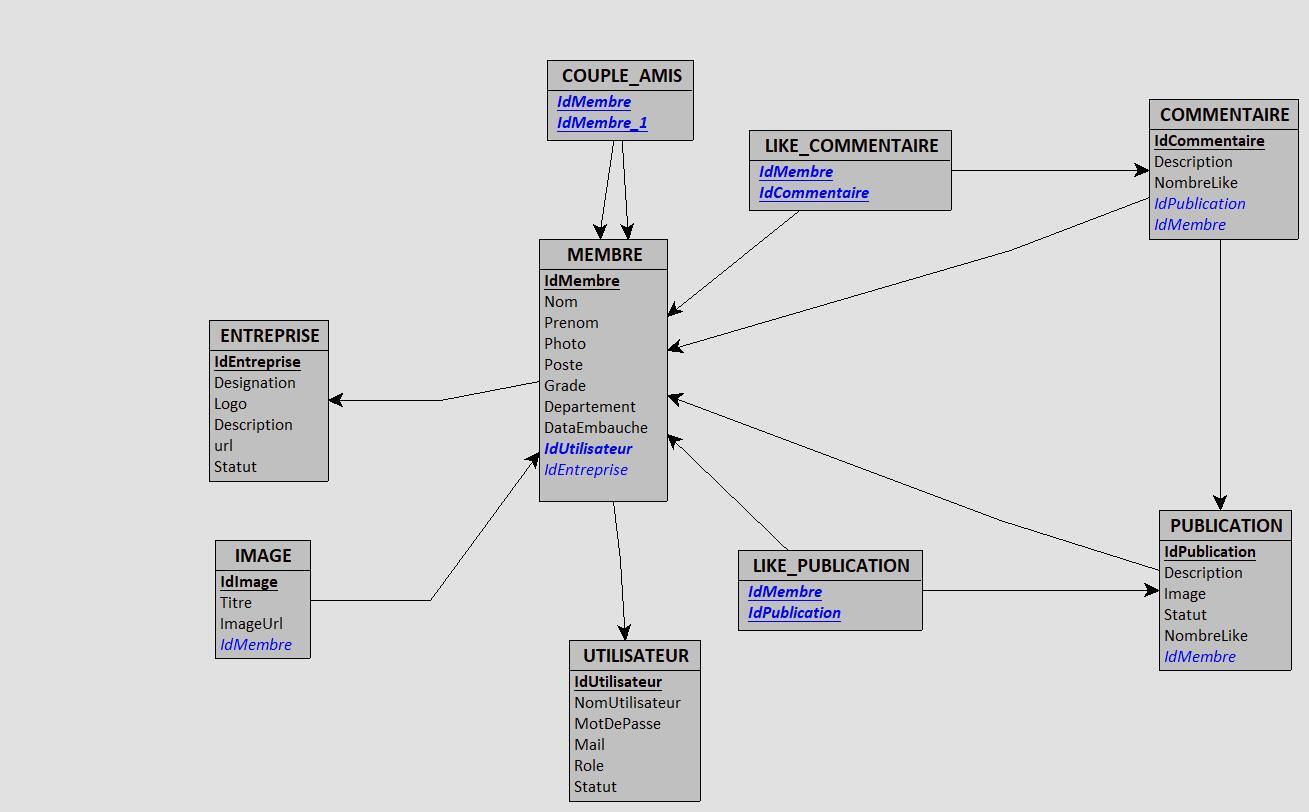 COUPLE_AMIS
IdMembre
IdMembre_1
LIKE_COMMENTAIRE
IdMembre
IdCommentaire
COMMENTAIRE
IdCommentaire
Description
NombreLike
IdPublication
IdMembre
MEMBRE
IdMembre
Nom
Prenom
Photo
Poste
Grade
Departement
DataEmbauche
IdUtilisateur
IdEntreprise
ENTREPRISE
IdEntreprise
Designation
Logo
Description
url
Statut
IMAGE
IdImage
Titre
ImageUrl
IdMembre
LIKE_PUBLICATION
IdMembre
IdPublication
PUBLICATION
IdPublication
Description
Image
Statut
NombreLike
IdMembre
UTILISATEUR
IdUtilisateur
NomUtilisateur
MotDePasse
Mail
Role
Statut